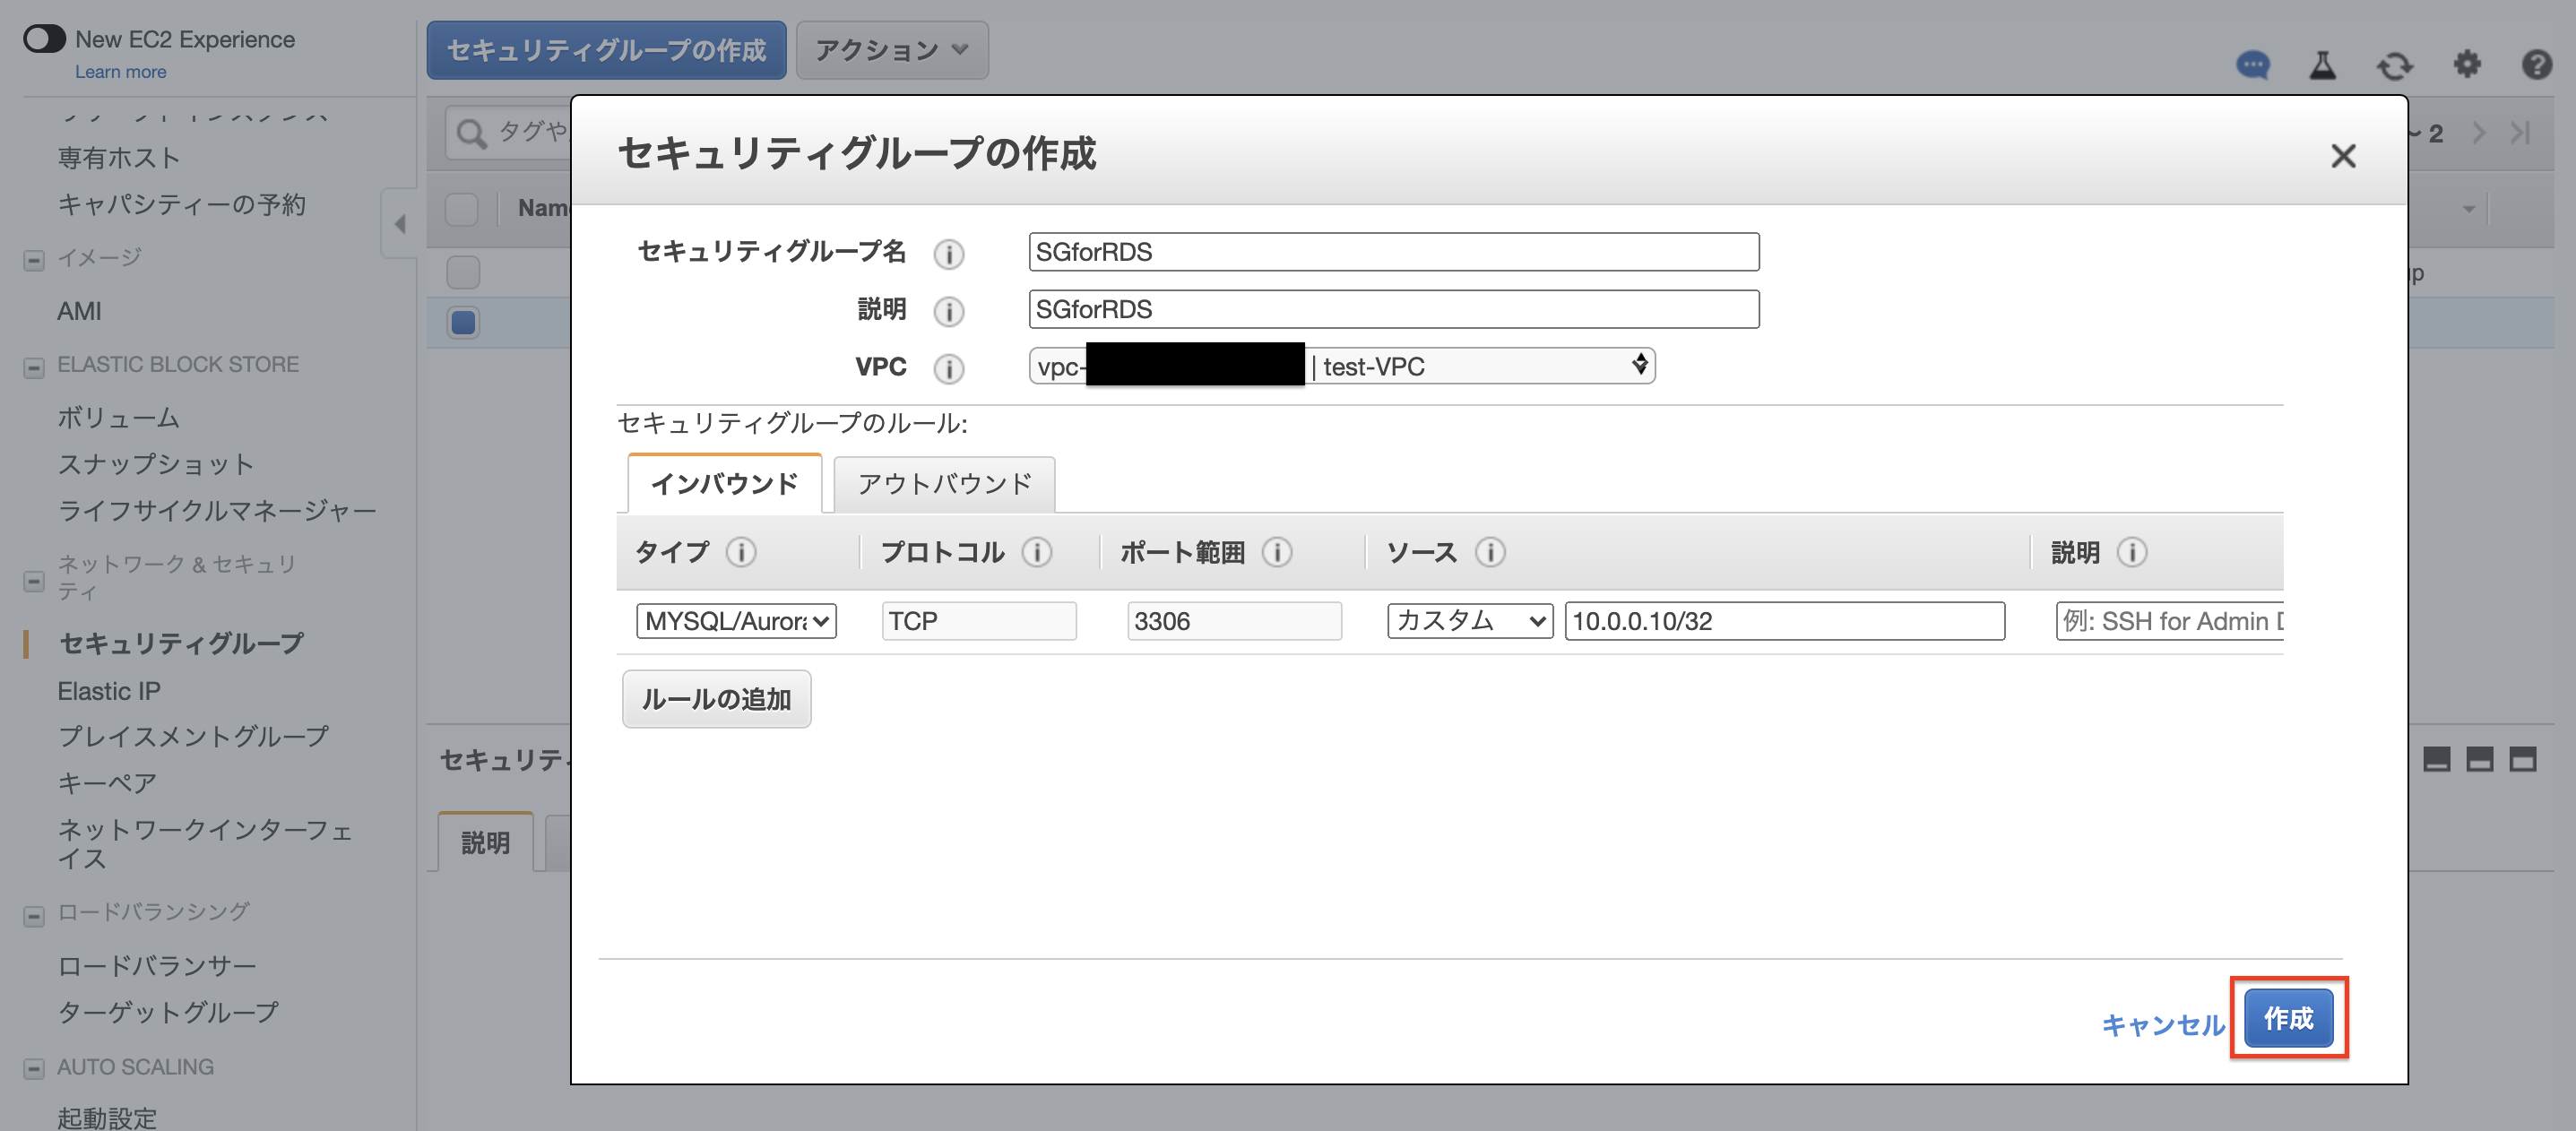 New EC2 Experience
Learn more
専有ホスト
キャパシティーの予約
イメージ
AMI
ELASTIC BLOCK STORE
ボリューム
スナップショット
ライフサイクルマネージャー
ネットワーク & セキュリ
ティ
セキュリティグループ
Elastic IP
プレイスメントグループ
キーペア
ネットワークインターフェ
イス
ロードバランシング
ロードバランサー
ターゲットグループ
AUTO SCALING
起動設定
セキュリティグループの作成 アクション
タグや
~ 2
Name
セキュリティグループの作成
セキュリティグループ名 SGforRDS
説明 SGforRDS
VPC vpc- | test-VPC
セキュリティグループのルール:
インバウンド アウトバウンド
タイプ プロトコル ポート範囲 ソース 説明
MYSQL/Aurora TCP 3306 カスタム 10.0.0.10/32 例: SSH for Admin D
ルールの追加
キャンセル 作成
セキュリティ
説明